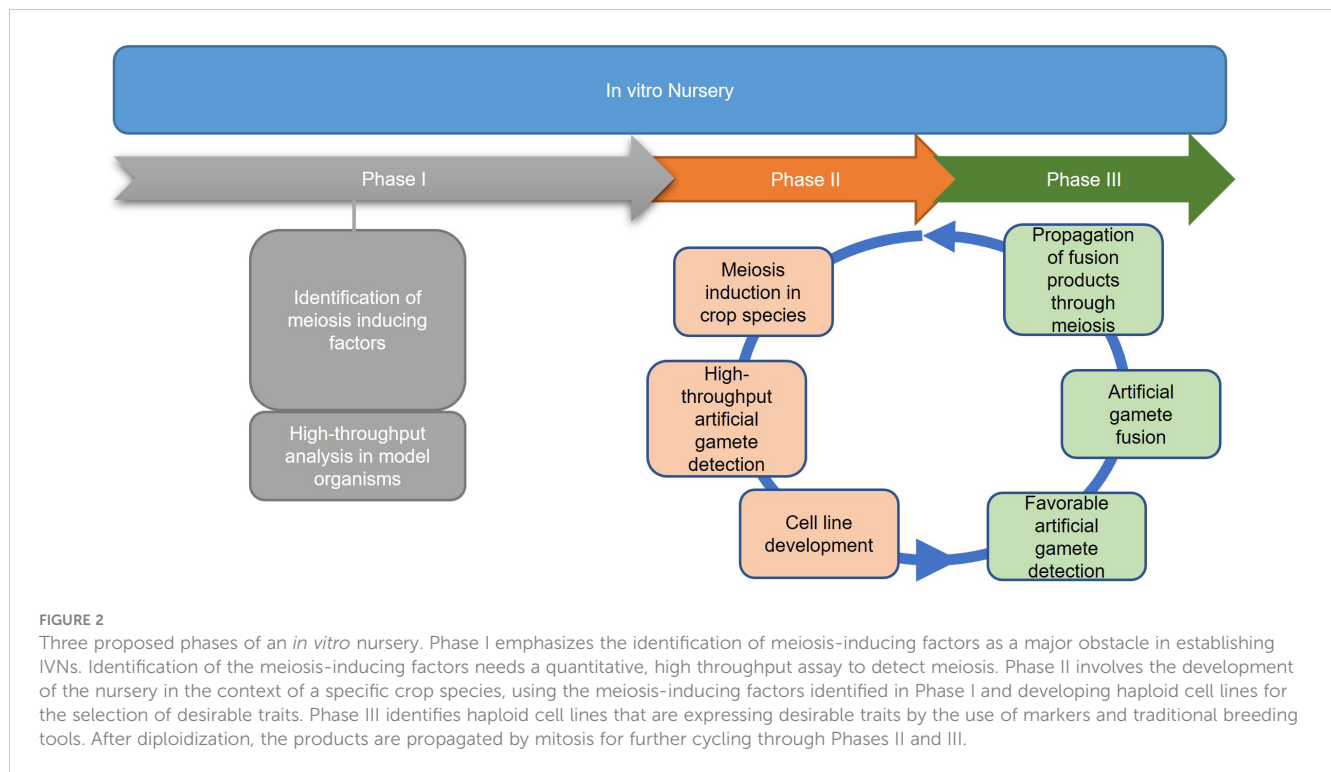 In vitro Nursery
Phase I
Phase II
Phase III
Identification of
meiosis inducing
factors
High-throughput
analysis in model
organisms
Meiosis
induction in
crop species
High-
throughput
artificial
gamete
detection
Cell line
development
Propagation
of fusion
products
through
meiosis
Artificial
gamete
fusion
Favorable
artificial
gamete
detection
FIGURE 2
Three proposed phases of an in vitro nursery. Phase I emphasizes the identification of meiosis-inducing factors as a major obstacle in establishing
IVNs. Identification of the meiosis-inducing factors needs a quantitative, high throughput assay to detect meiosis. Phase II involves the development
of the nursery in the context of a specific crop species, using the meiosis-inducing factors identified in Phase I and developing haploid cell lines for
the selection of desirable traits. Phase III identifies haploid cell lines that are expressing desirable traits by the use of markers and traditional breeding
tools. After diploidization, the products are propagated by mitosis for further cycling through Phases II and III.